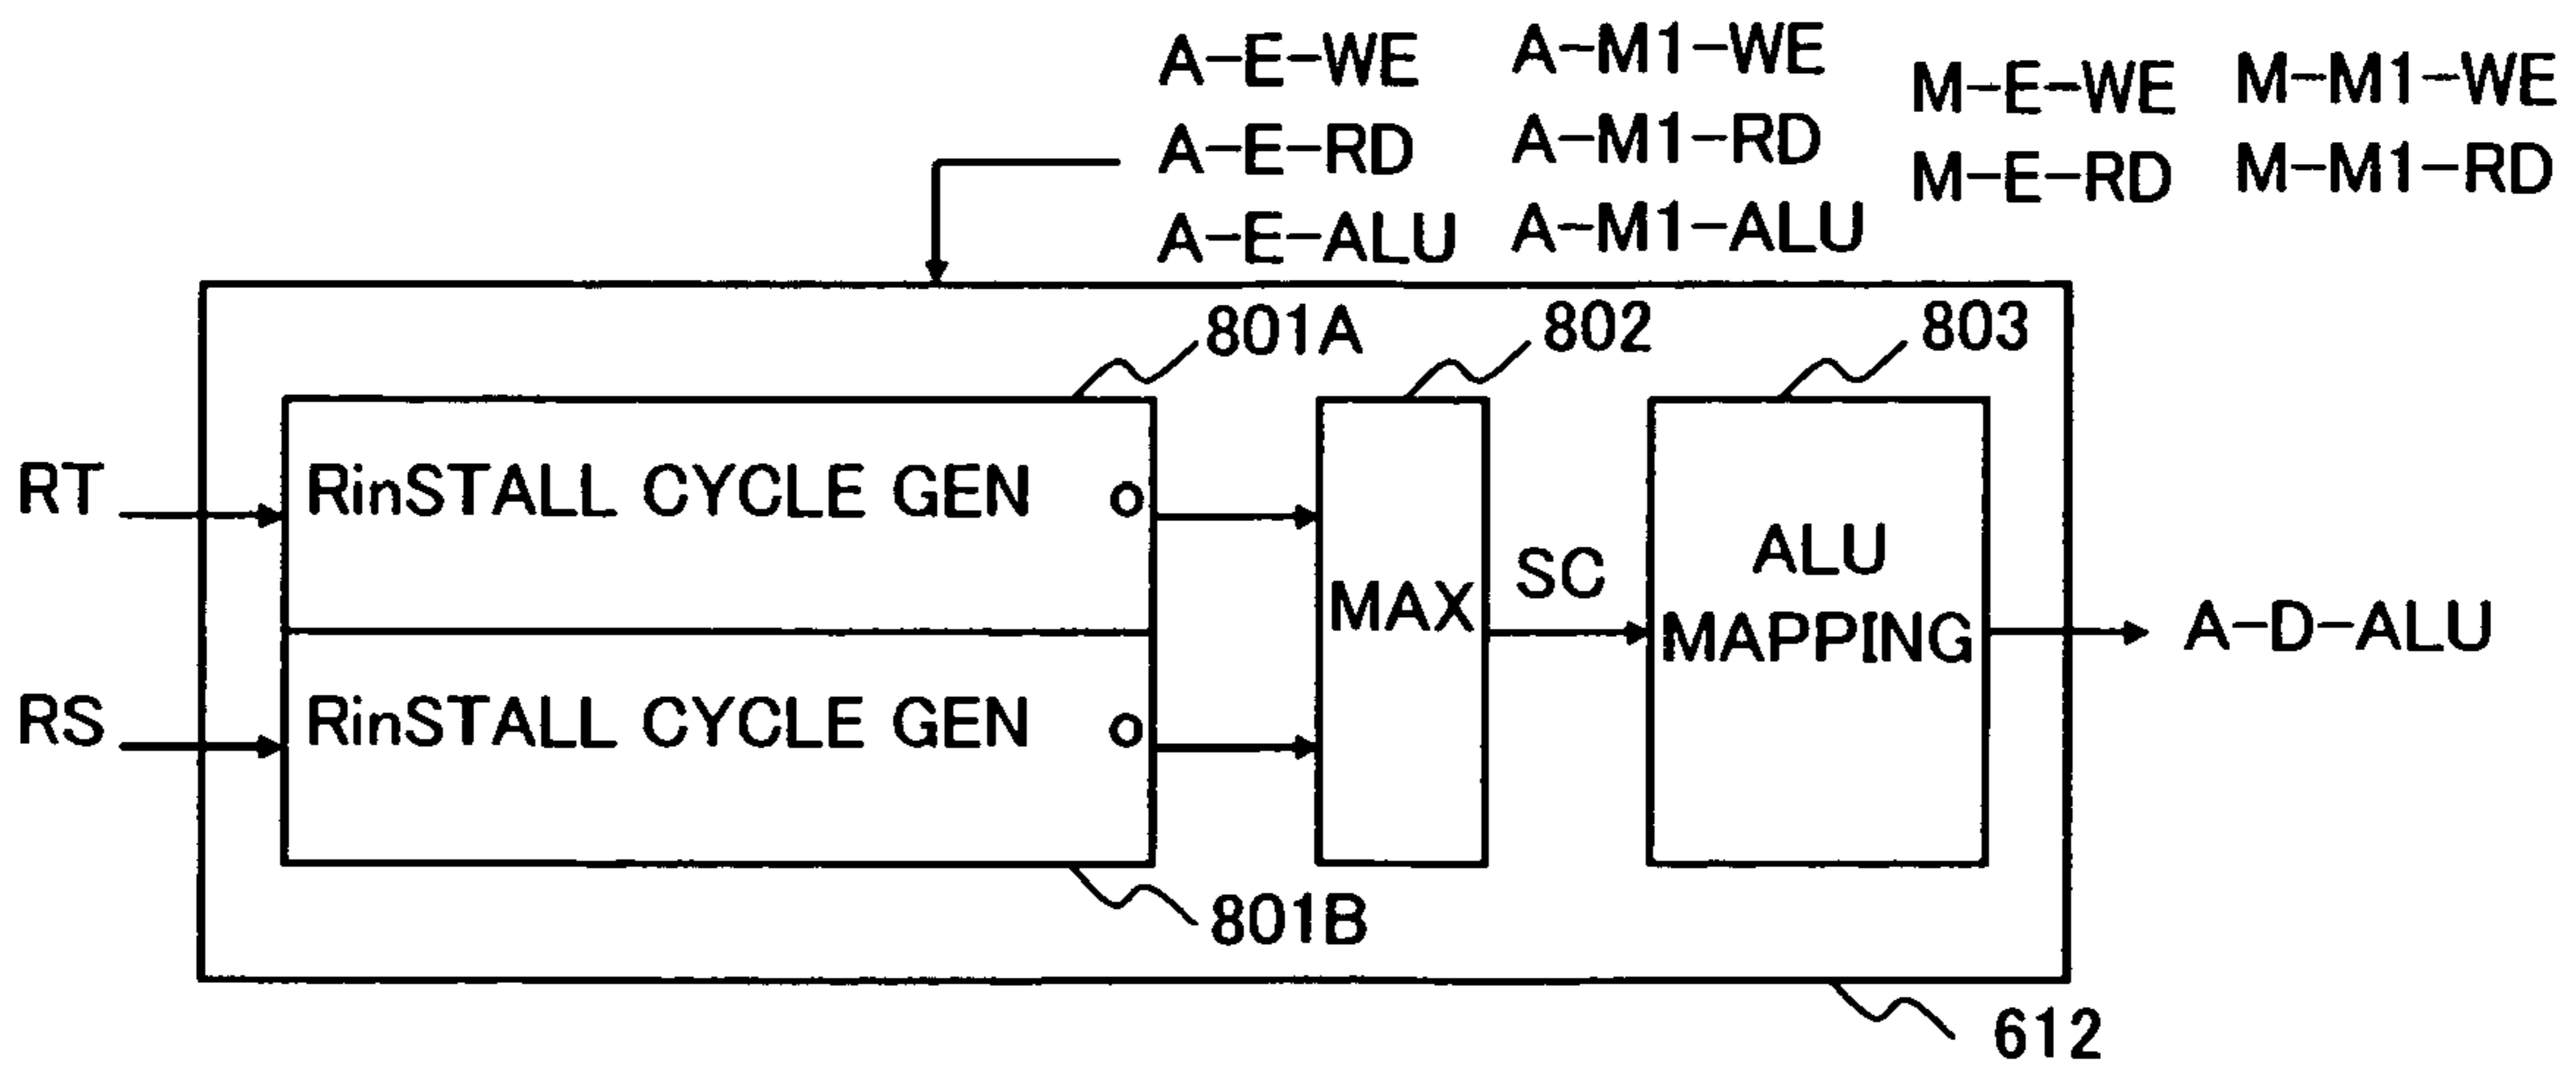 A-E-WE A-M1-WE M-E-WE M-M1-WE
A-E-RD A-M1-RD M-E-RD M-M1-RD
A-E-ALU A-M1-ALU
801A 802 803
RT RinSTALL CYCLE GEN o
MAX SC ALU
MAPPING A-D-ALU
RS RinSTALL CYCLE GEN o
801B
612